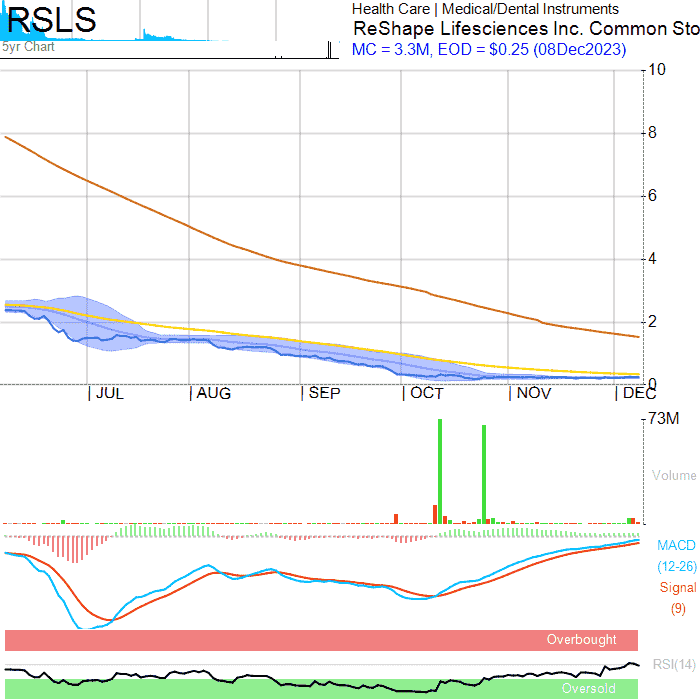 RSLS
Health Care | Medical/Dental Instruments
ReShape Lifesciences Inc. Common Sto
5yr Chart
MC = 3.3M, EOD = $0.25 (08Dec2023)
10
8
6
4
2
0
JUL
AUG
SEP
OCT
NOV
DEC
73M
Volume
MACD
(12-26)
Signal
(9)
Overbought
RSI(14)
Oversold